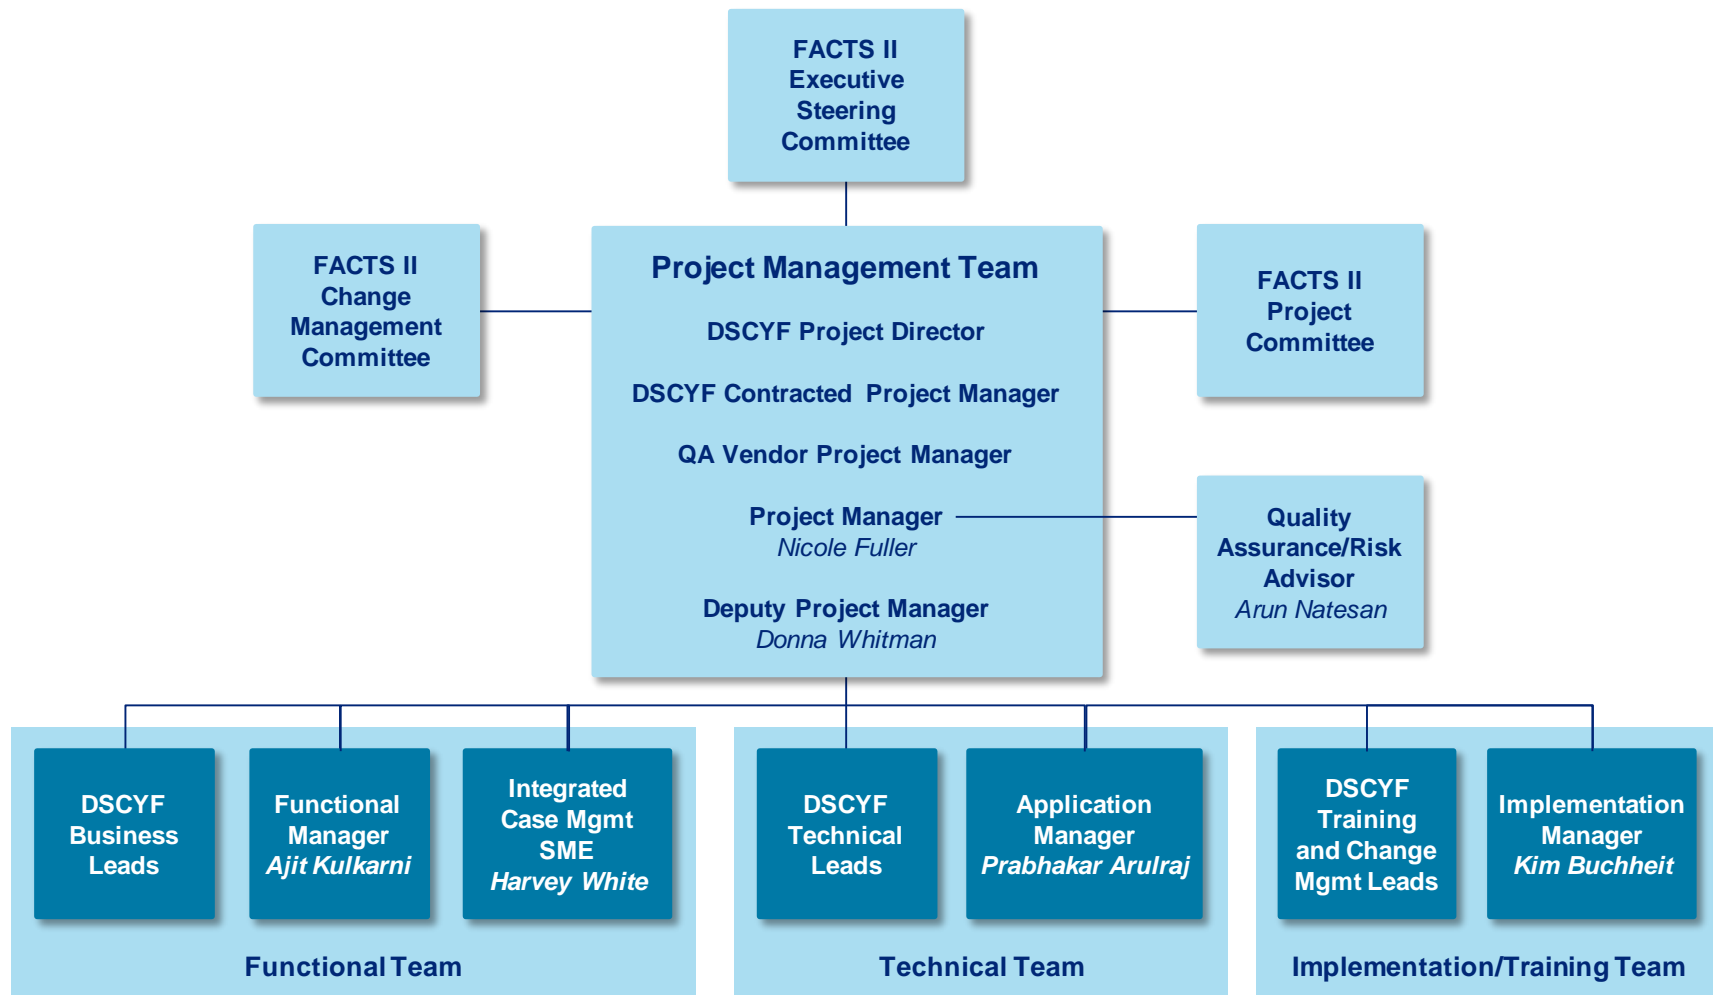 FACTS II
Executive
Steering
Committee
FACTS II
Change
Management
Committee
Project Management Team
DSCYF Project Director
DSCYF Contracted Project Manager
QA Vendor Project Manager
Project Manager
Nicole Fuller
Deputy Project Manager
Donna Whitman
FACTS II
Project
Committee
Quality
Assurance/Risk
Advisor
Arun Natesan
DSCYF
Business
Leads
Functional
Manager
Ajit Kulkarni
Integrated
Case Mgmt
SME
Harvey White
Functional Team
DSCYF
Technical
Leads
Application
Manager
Prabhakar Arulraj
Technical Team
DSCYF
Training
and Change
Mgmt Leads
Implementation
Manager
Kim Buchheit
Implementation/Training Team